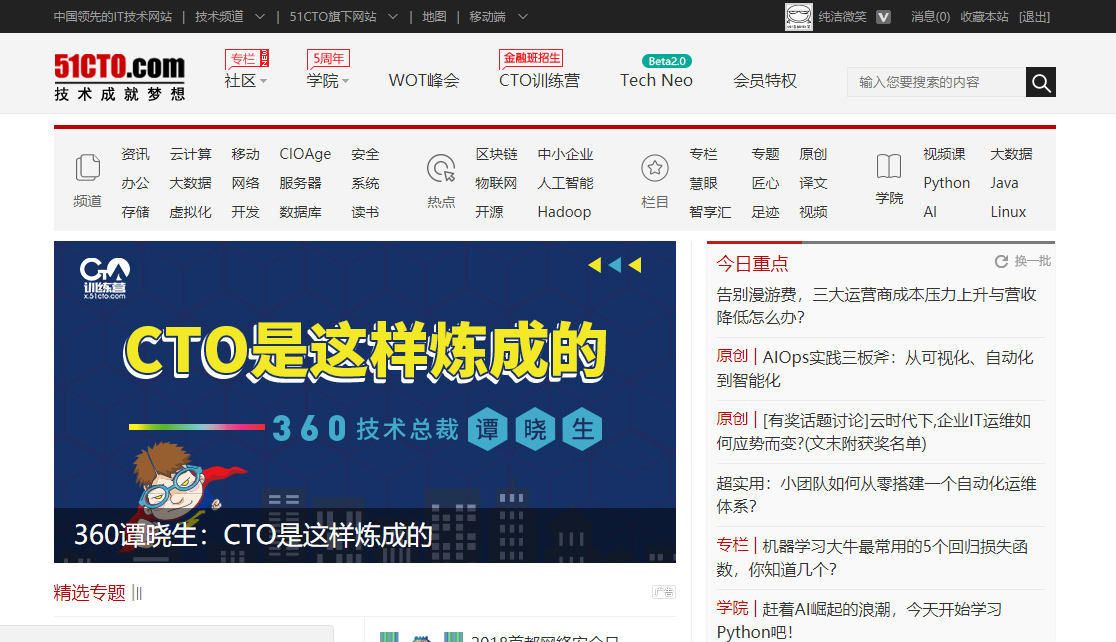 中国领先的IT技术网站 | 技术频道 | 51CTO旗下网站 | 地图 | 移动端
纯洁微笑 V 消息(0) 收藏本站 [退出]
51CTO.com
技术成就梦想
专栏
社区
5周年
学院
WOT峰会
金融班招生
CTO训练营
Beta2.0
Tech Neo
会员特权
输入您要搜索的内容
频道
资讯 云计算 移动 CIOAge 安全
办公 大数据 网络 服务器 系统
存储 虚拟化 开发 数据库 读书
热点
区块链 中小企业
物联网 人工智能
开源 Hadoop
栏目
专栏 专题 原创
慧眼 匠心 译文
智享汇 足迹 视频
学院
视频课 大数据
Python Java
AI Linux
CTO
训练营
x.51cto.com
CTO是这样炼成的
360技术总裁 谭晓生
360谭晓生：CTO是这样炼成的
精选专题
广告
2018首都网络安全日
今日重点
换一批
告别漫游费，三大运营商成本压力上升与营收
降低怎么办?
原创 | AIOps实践三板斧：从可视化、自动化
到智能化
原创 | [有奖话题讨论]云时代下,企业IT运维如
何应势而变?(文末附获奖名单)
超实用：小团队如何从零搭建一个自动化运维
体系?
专栏 | 机器学习大牛最常用的5个回归损失函
数，你知道几个?
学院 | 赶着AI崛起的浪潮，今天开始学习
Python吧!